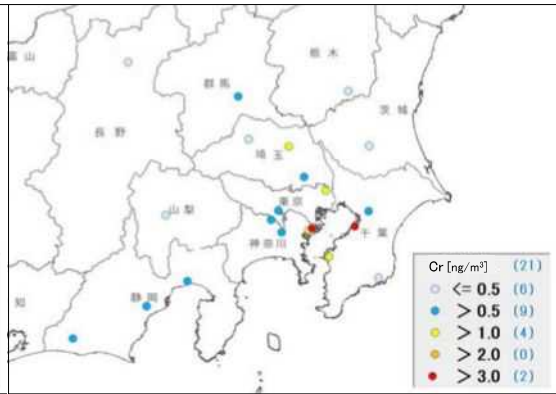 富山
栃木
群馬
茨城
長野
埼玉
東京
山梨
千葉
神奈川
静岡
知
Cr [ng/m³] (21)
<= 0.5 (6)
> 0.5 (9)
> 1.0 (4)
> 2.0 (0)
> 3.0 (2)